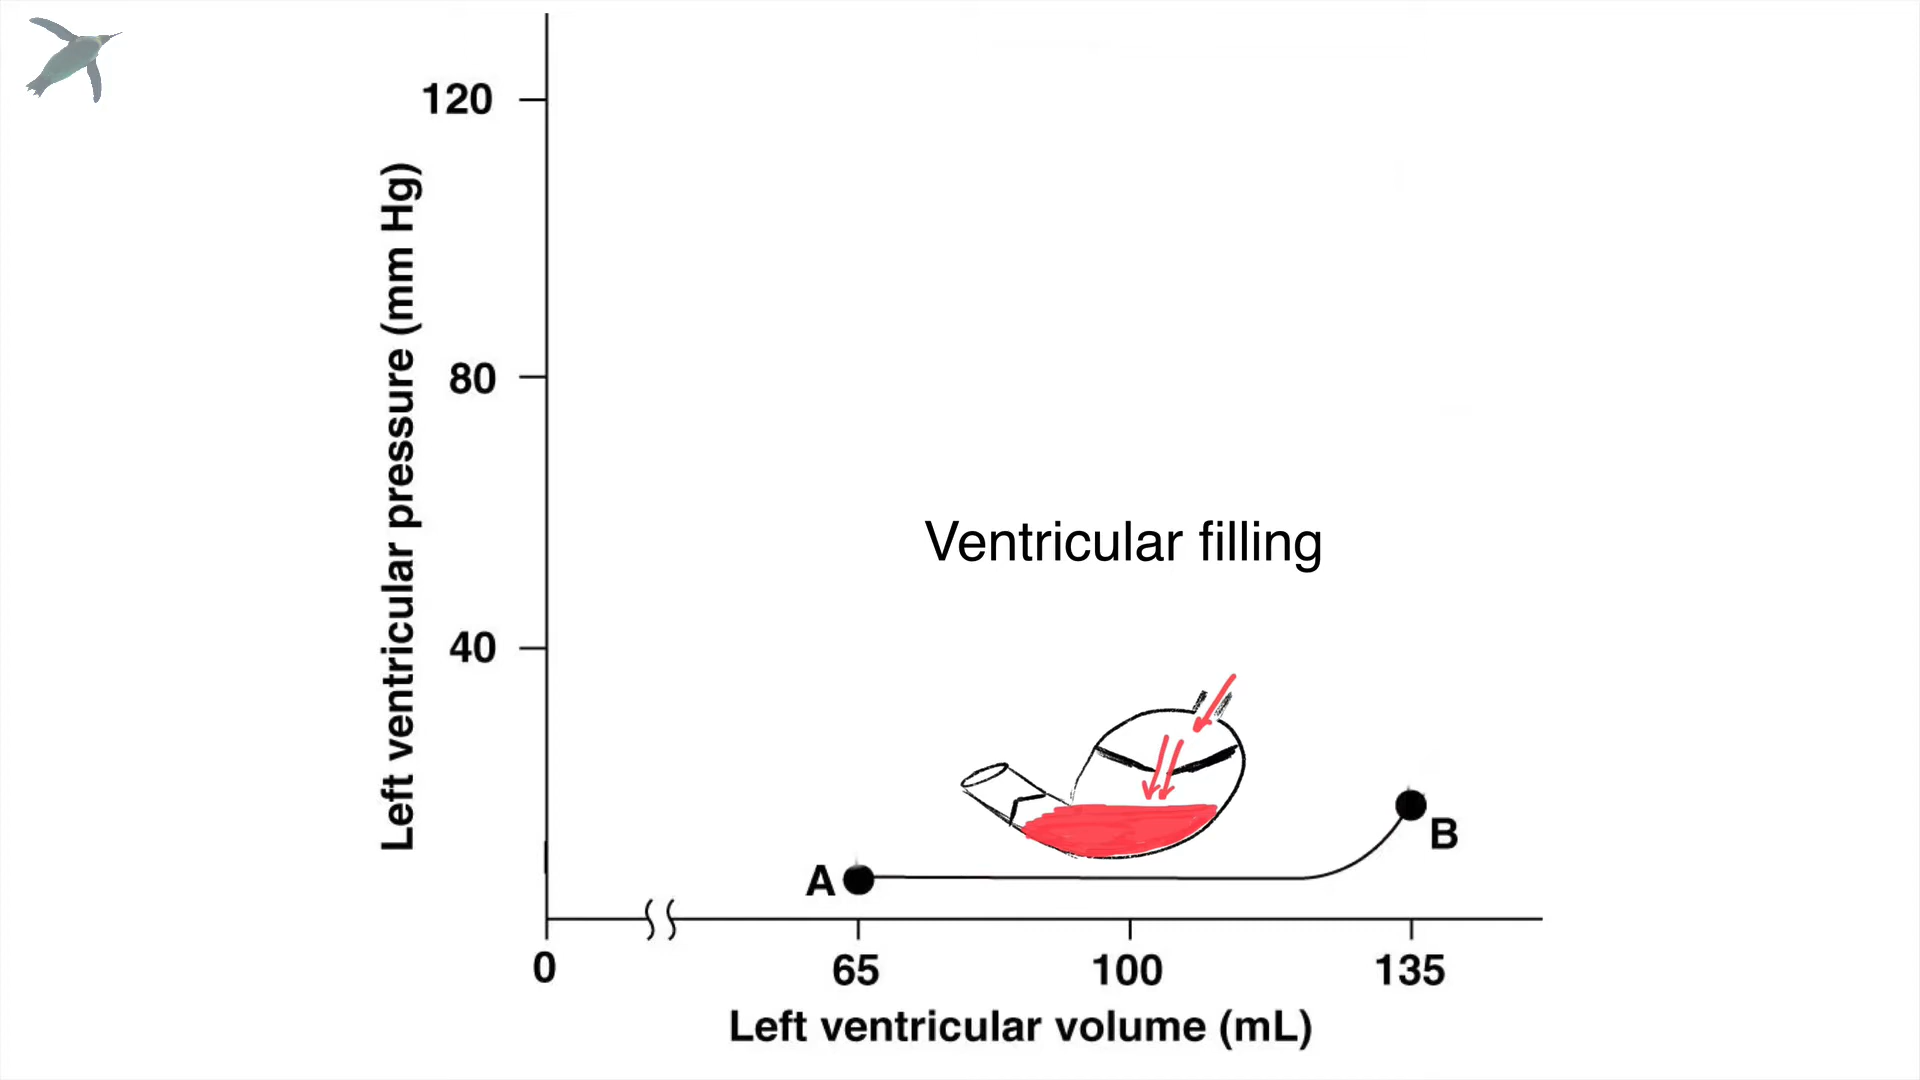 120
80
40
Left ventricular pressure (mm Hg)
Ventricular filling
A
B
0 65 100 135
Left ventricular volume (mL)